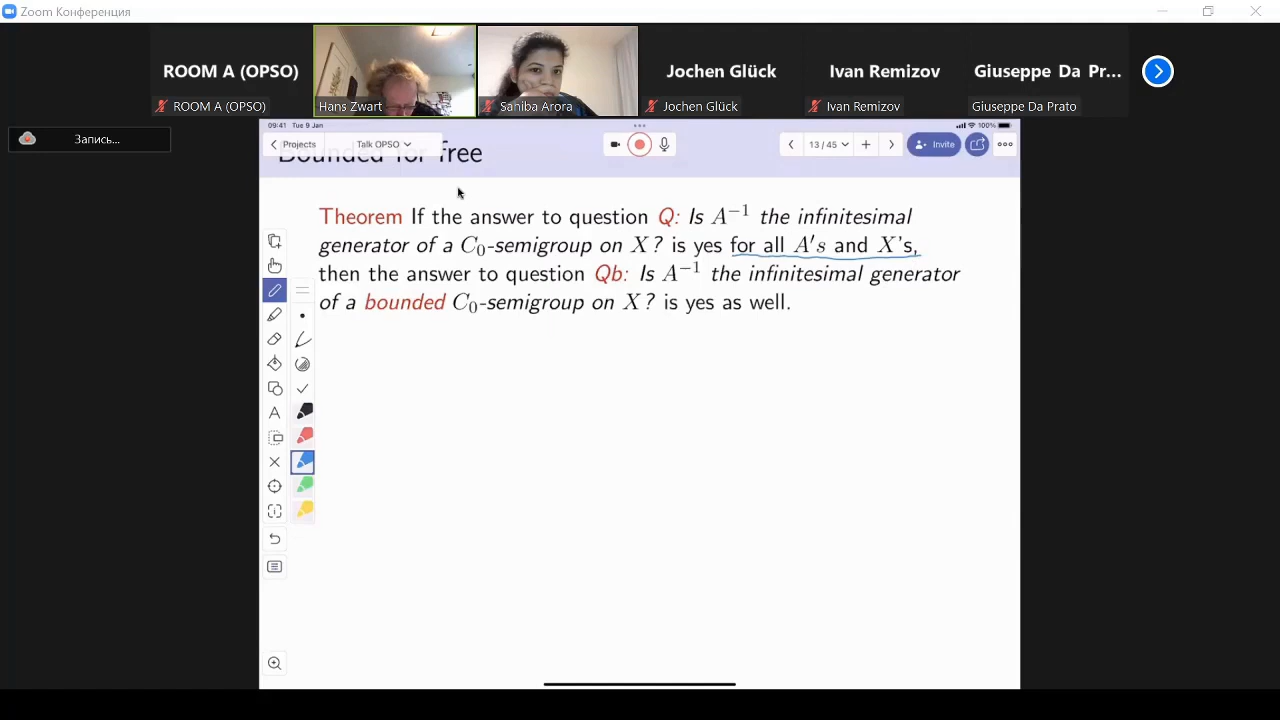 Zoom Конференция
ROOM A (OPSO)
Jochen Glück
Ivan Remizov
Giuseppe Da Pr...
ROOM A (OPSO)
Hans Zwart
Saniba Arora
Jochen Glück
Ivan Remizov
Giuseppe Da Prato
Запись...
09:41 Tue 9 Jan
100%
Projects
Talk OPSO
13 / 45
Invite
Bounded for free
Theorem If the answer to question Q: Is A⁻¹ the infinitesimal
generator of a C₀-semigroup on X? is yes for all A's and X's,
then the answer to question Qb: Is A⁻¹ the infinitesimal generator
of a bounded C₀-semigroup on X? is yes as well.